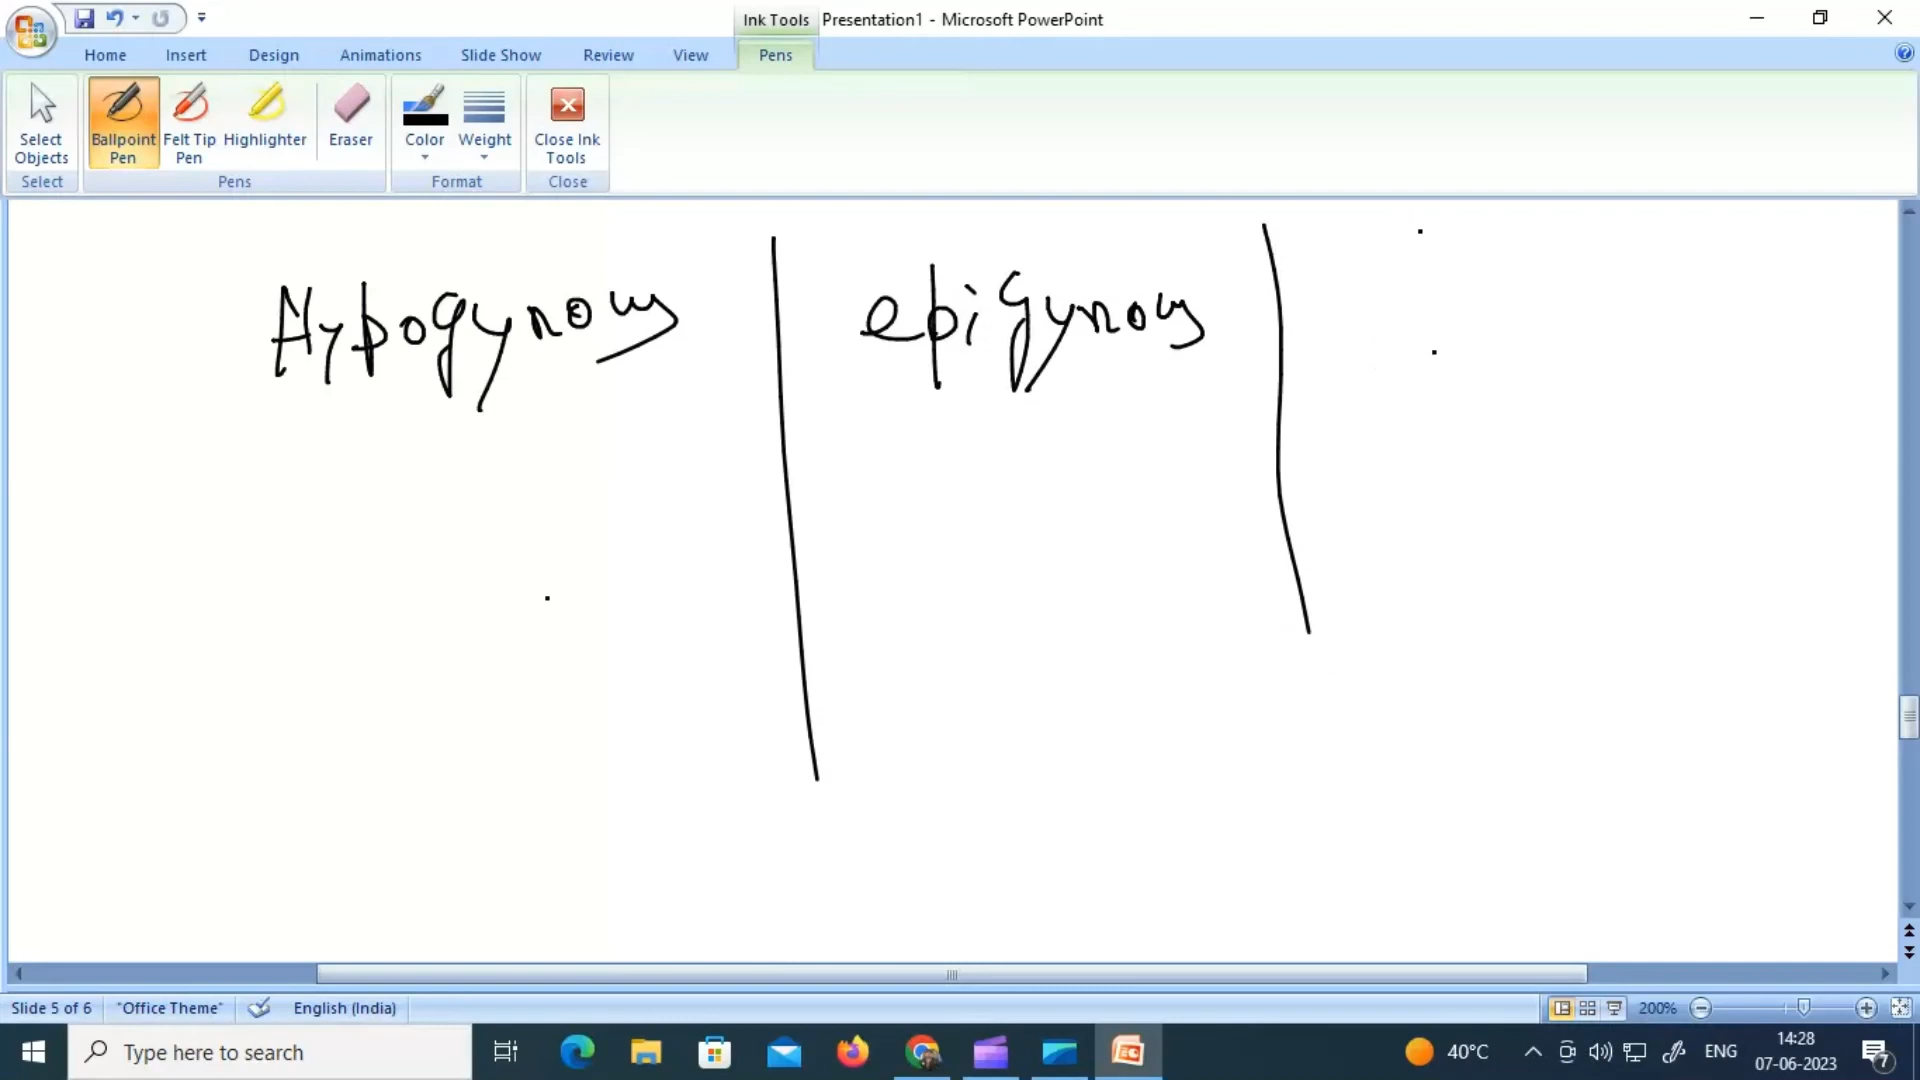 Ink Tools Presentation1 - Microsoft PowerPoint
Home Insert Design Animations Slide Show Review View Pens
Select Objects
Ballpoint Pen
Felt Tip Pen
Highlighter
Eraser
Color
Weight
Close Ink Tools
Select Pens Format Close
Hypogynous epigynous
Slide 5 of 6 "Office Theme" English (India) 200%
Type here to search
40°C ENG
14:28
07-06-2023
7